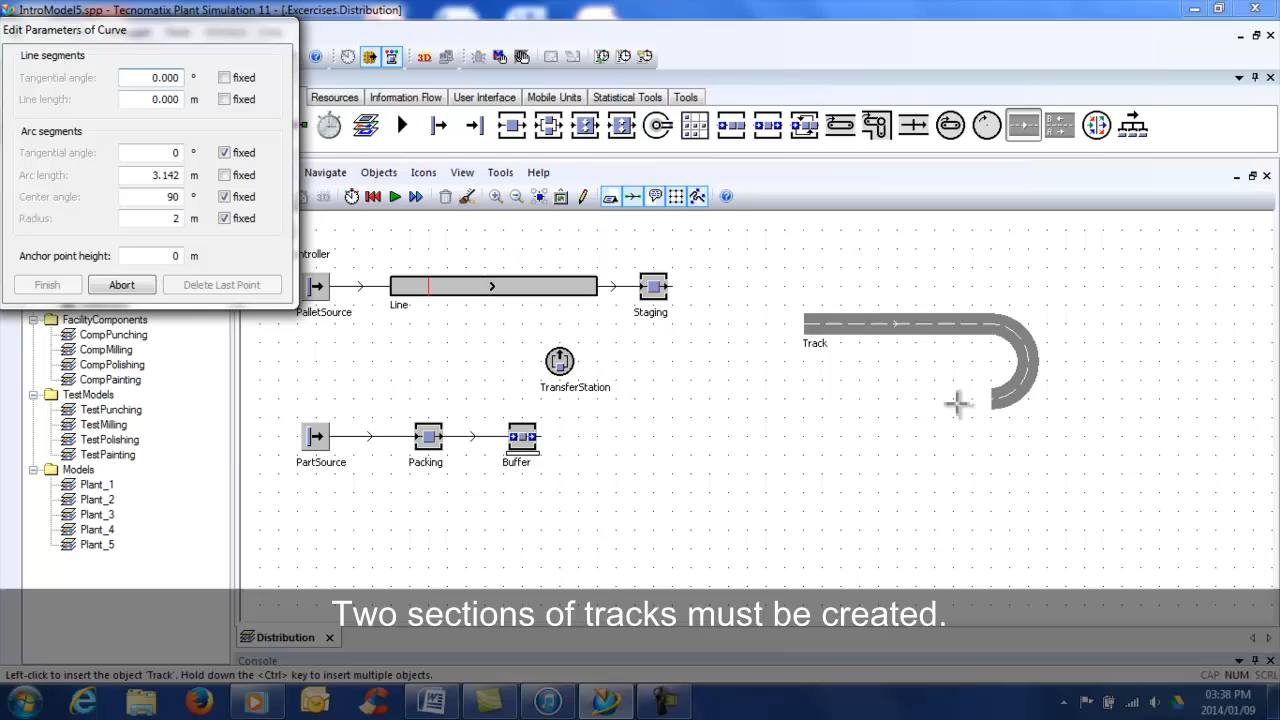 IntroModel5.spp - Tecnomatix Plant Simulation 11 - [.Excercises.Distribution]
Edit Parameters of Curve
Line segments
Tangential angle: 0.000 ° fixed
Line length: 0.000 m fixed
Arc segments
Tangential angle: 0 ° fixed
Arc length: 3.142 m fixed
Center angle: 90 ° fixed
Radius: 2 m fixed
Anchor point height: 0 m
Finish Abort Delete Last Point
3D
Resources Information Flow User Interface Mobile Units Statistical Tools Tools
Navigate Objects Icons View Tools Help
ntroller
PalletSource
Line
Staging
Track
TransferStation
PartSource
Packing
Buffer
FacilityComponents
CompPunching
CompMilling
CompPolishing
CompPainting
TestModels
TestPunching
TestMilling
TestPolishing
TestPainting
Models
Plant_1
Plant_2
Plant_3
Plant_4
Plant_5
Two sections of tracks must be created.
Distribution
Console
Left-click to insert the object 'Track'. Hold down the <Ctrl> key to insert multiple objects.
CAP NUM SCRL
03:38 PM
2014/01/09